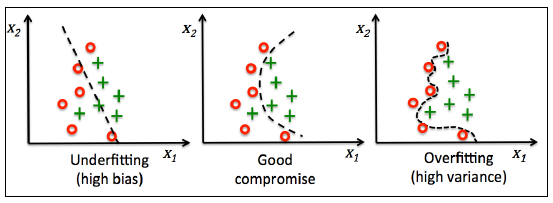 x2
x1
Underfitting
(high bias)
x2
x1
Good
compromise
x2
x1
Overfitting
(high variance)